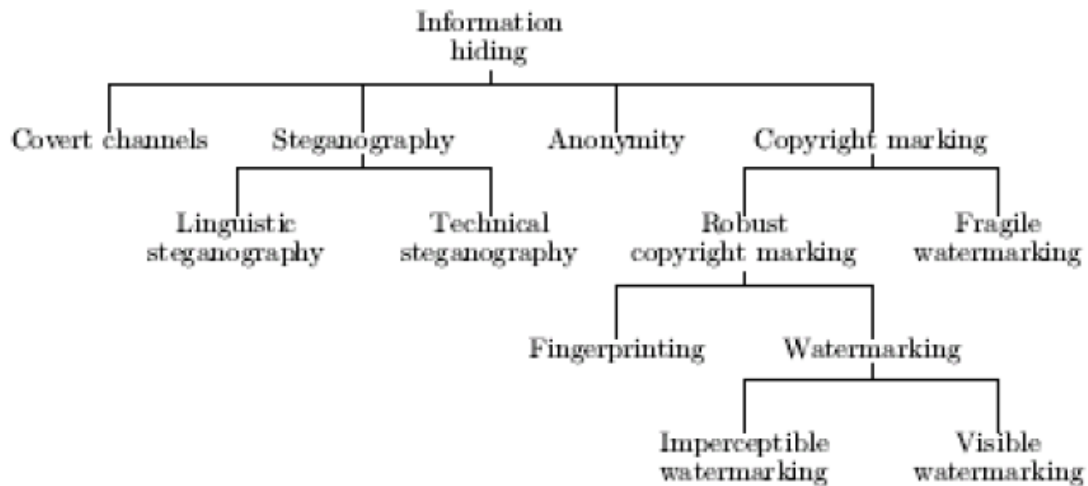 Information
hiding
Covert channels
Steganography
Anonymity
Copyright marking
Linguistic
steganography
Technical
steganography
Robust
copyright marking
Fragile
watermarking
Fingerprinting
Watermarking
Imperceptible
watermarking
Visible
watermarking